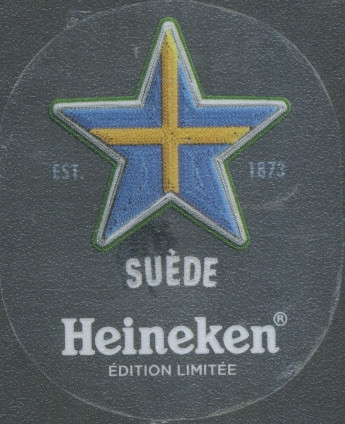 EST. 1873
SUÈDE
Heineken®
ÉDITION LIMITÉE